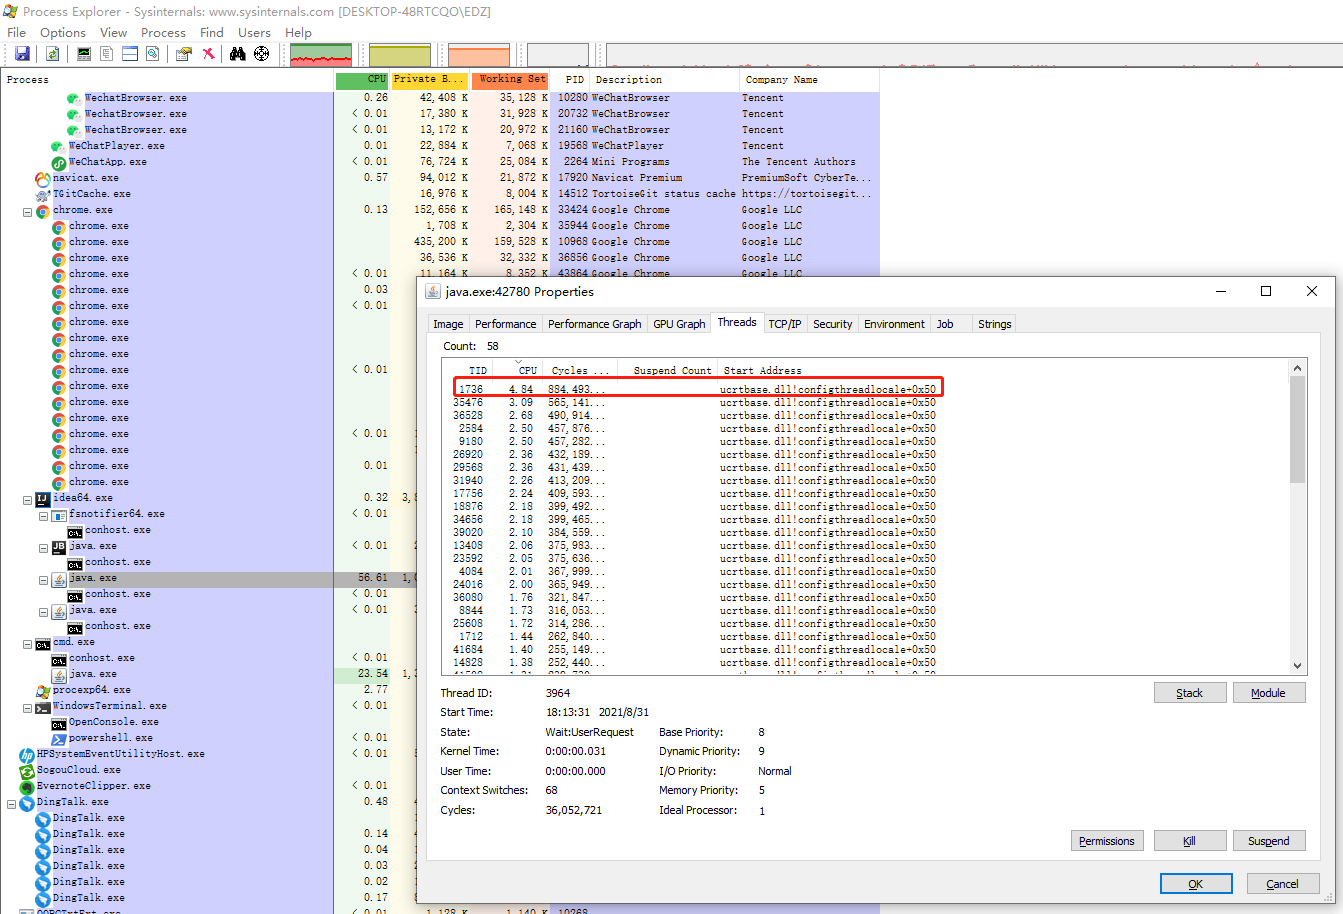 Process Explorer - Sysinternals: www.sysinternals.com [DESKTOP-48RTCQO\EDZ]
File Options View Process Find Users Help
Process CPU Private B... Working Set PID Description Company Name
WechatBrowser.exe 0.26 42,408 K 35,128 K 10280 WeChatBrowser Tencent
WechatBrowser.exe < 0.01 17,380 K 31,928 K 20732 WeChatBrowser Tencent
WechatBrowser.exe < 0.01 13,172 K 20,972 K 21160 WeChatBrowser Tencent
WeChatPlayer.exe 0.01 22,884 K 7,068 K 19568 WeChatPlayer Tencent
WeChatApp.exe < 0.01 76,724 K 25,084 K 2264 Mini Programs The Tencent Authors
navicat.exe 0.57 94,012 K 21,872 K 17920 Navicat Premium PremiumSoft CyberTe...
TGitCache.exe 16,976 K 8,004 K 14512 TortoiseGit status cache https://tortoisegit...
chrome.exe 0.13 152,656 K 165,148 K 33424 Google Chrome Google LLC
chrome.exe 1,708 K 2,304 K 35944 Google Chrome Google LLC
chrome.exe 435,200 K 159,528 K 10968 Google Chrome Google LLC
chrome.exe 36,536 K 32,332 K 36856 Google Chrome Google LLC
chrome.exe < 0.01 11,164 K 8,352 K 43864 Google Chrome Google LLC
chrome.exe 0.03
chrome.exe < 0.01
chrome.exe
chrome.exe
chrome.exe
chrome.exe < 0.01
chrome.exe
chrome.exe
chrome.exe
chrome.exe < 0.01
chrome.exe
chrome.exe 0.01
chrome.exe
idea64.exe 0.32 3,
fsnotifier64.exe < 0.01
conhost.exe
java.exe < 0.01
conhost.exe
java.exe 56.61 1,
conhost.exe < 0.01
java.exe < 0.01
conhost.exe
cmd.exe
conhost.exe < 0.01
java.exe 23.54 1,
procexp64.exe 2.77
WindowsTerminal.exe < 0.01
OpenConsole.exe
powershell.exe < 0.01
HPSystemEventUtilityHost.exe < 0.01
SogouCloud.exe
EvernoteClipper.exe < 0.01
DingTalk.exe 0.48
DingTalk.exe
DingTalk.exe 0.14
DingTalk.exe 0.04
DingTalk.exe 0.03
DingTalk.exe 0.02
DingTalk.exe 0.17
< 0.01 1,128 K 1,140 K 10268
java.exe:42780 Properties
Image Performance Performance Graph GPU Graph Threads TCP/IP Security Environment Job Strings
Count: 58
TID CPU Cycles ... Suspend Count Start Address
1736 4.84 884,493... ucrtbase.dll!configthreadlocale+0x50
35476 3.09 565,141... ucrtbase.dll!configthreadlocale+0x50
36528 2.68 490,914... ucrtbase.dll!configthreadlocale+0x50
2584 2.50 457,876... ucrtbase.dll!configthreadlocale+0x50
9180 2.50 457,282... ucrtbase.dll!configthreadlocale+0x50
26920 2.36 432,189... ucrtbase.dll!configthreadlocale+0x50
29568 2.36 431,439... ucrtbase.dll!configthreadlocale+0x50
31940 2.26 413,209... ucrtbase.dll!configthreadlocale+0x50
17756 2.24 409,593... ucrtbase.dll!configthreadlocale+0x50
18876 2.18 399,492... ucrtbase.dll!configthreadlocale+0x50
34656 2.18 399,465... ucrtbase.dll!configthreadlocale+0x50
39020 2.10 384,559... ucrtbase.dll!configthreadlocale+0x50
13408 2.06 375,983... ucrtbase.dll!configthreadlocale+0x50
23592 2.05 375,636... ucrtbase.dll!configthreadlocale+0x50
4084 2.01 367,999... ucrtbase.dll!configthreadlocale+0x50
24016 2.00 365,949... ucrtbase.dll!configthreadlocale+0x50
36080 1.76 321,847... ucrtbase.dll!configthreadlocale+0x50
8844 1.73 316,053... ucrtbase.dll!configthreadlocale+0x50
25608 1.72 314,286... ucrtbase.dll!configthreadlocale+0x50
1712 1.44 262,840... ucrtbase.dll!configthreadlocale+0x50
41684 1.40 255,149... ucrtbase.dll!configthreadlocale+0x50
14828 1.38 252,440... ucrtbase.dll!configthreadlocale+0x50
Thread ID: 3964 Stack Module
Start Time: 18:13:31 2021/8/31
State: Wait:UserRequest Base Priority: 8
Kernel Time: 0:00:00.031 Dynamic Priority: 9
User Time: 0:00:00.000 I/O Priority: Normal
Context Switches: 68 Memory Priority: 5
Cycles: 36,052,721 Ideal Processor: 1
Permissions Kill Suspend
OK Cancel